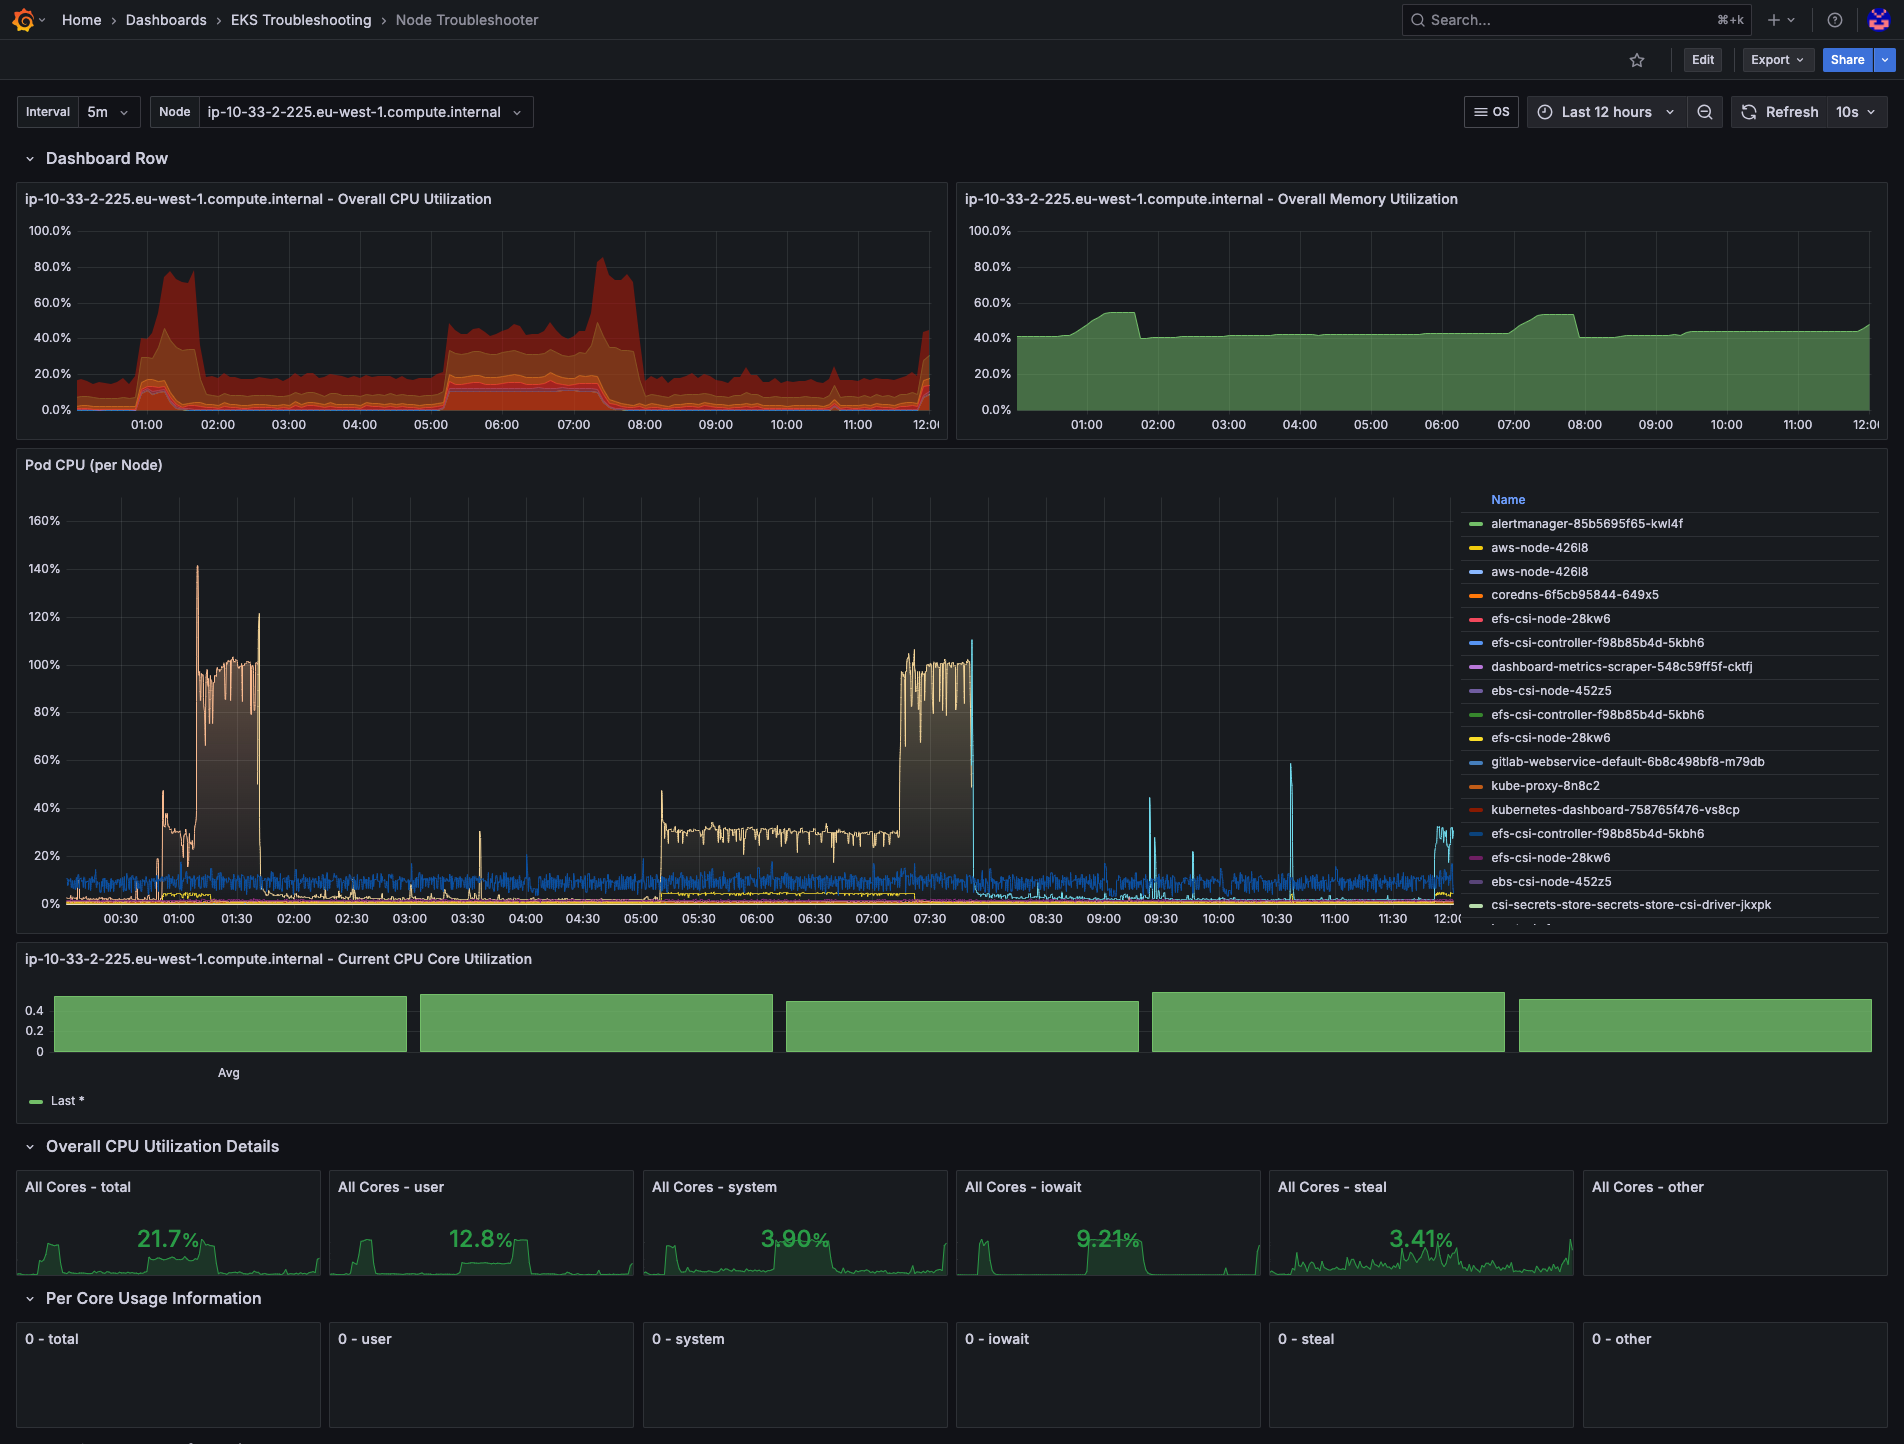 Home › Dashboards › EKS Troubleshooting › Node Troubleshooter
Search... ⌘+k
Edit Export Share
Interval 5m Node ip-10-33-2-225.eu-west-1.compute.internal
OS Last 12 hours Refresh 10s
Dashboard Row
ip-10-33-2-225.eu-west-1.compute.internal - Overall CPU Utilization
100.0%
80.0%
60.0%
40.0%
20.0%
0.0%
01:00 02:00 03:00 04:00 05:00 06:00 07:00 08:00 09:00 10:00 11:00 12:0
ip-10-33-2-225.eu-west-1.compute.internal - Overall Memory Utilization
100.0%
80.0%
60.0%
40.0%
20.0%
0.0%
01:00 02:00 03:00 04:00 05:00 06:00 07:00 08:00 09:00 10:00 11:00 12:0
Pod CPU (per Node)
160%
140%
120%
100%
80%
60%
40%
20%
0%
00:30 01:00 01:30 02:00 02:30 03:00 03:30 04:00 04:30 05:00 05:30 06:00 06:30 07:00 07:30 08:00 08:30 09:00 09:30 10:00 10:30 11:00 11:30 12:0
Name
alertmanager-85b5695f65-kwl4f
aws-node-426l8
aws-node-426l8
coredns-6f5cb95844-649x5
efs-csi-node-28kw6
efs-csi-controller-f98b85b4d-5kbh6
dashboard-metrics-scraper-548c59ff5f-cktfj
ebs-csi-node-452z5
efs-csi-controller-f98b85b4d-5kbh6
efs-csi-node-28kw6
gitlab-webservice-default-6b8c498bf8-m79db
kube-proxy-8n8c2
kubernetes-dashboard-758765f476-vs8cp
efs-csi-controller-f98b85b4d-5kbh6
efs-csi-node-28kw6
ebs-csi-node-452z5
csi-secrets-store-secrets-store-csi-driver-jkxpk
ip-10-33-2-225.eu-west-1.compute.internal - Current CPU Core Utilization
0.4
0.2
0
Avg
Last *
Overall CPU Utilization Details
All Cores - total
21.7%
All Cores - user
12.8%
All Cores - system
3.90%
All Cores - iowait
9.21%
All Cores - steal
3.41%
All Cores - other
Per Core Usage Information
0 - total
0 - user
0 - system
0 - iowait
0 - steal
0 - other